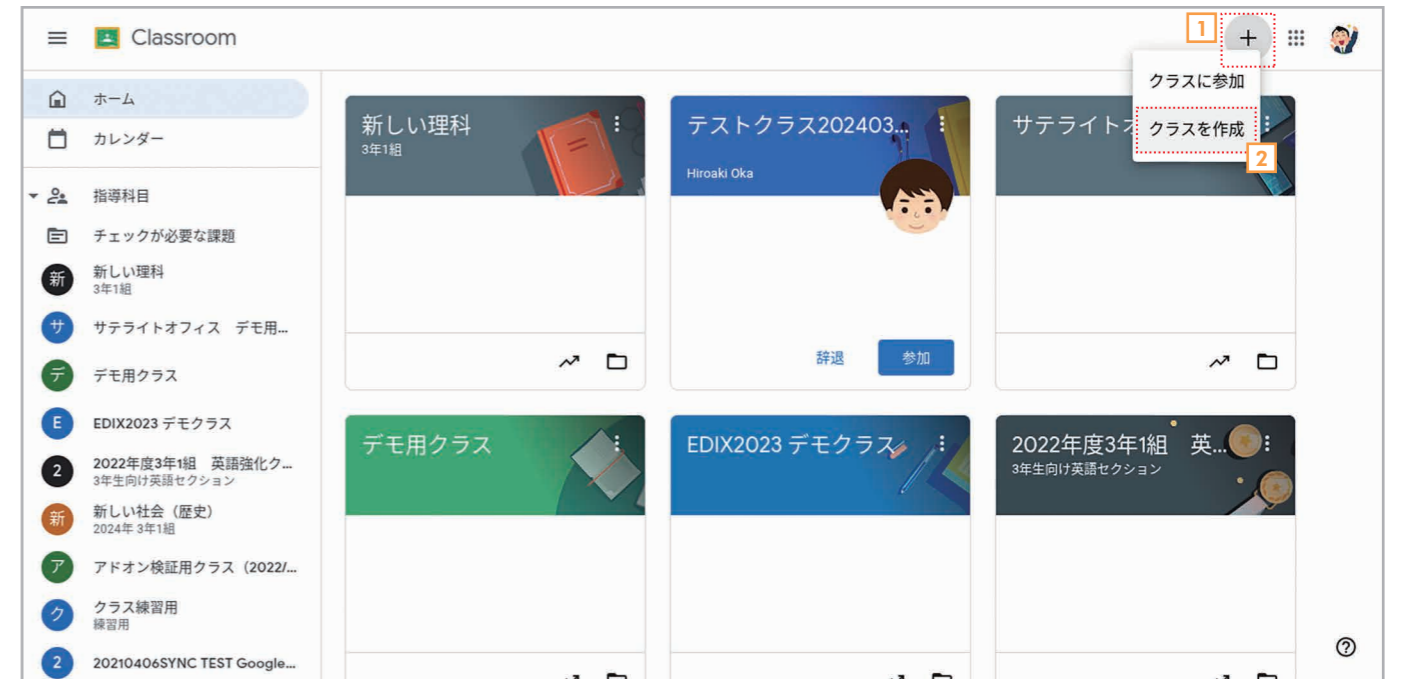 Classroom
1
クラスに参加
クラスを作成
2
ホーム
カレンダー
指導科目
チェックが必要な課題
新
新しい理科
3年1組
サ
サテライトオフィス　デモ用...
デ
デモ用クラス
E
EDIX2023 デモクラス
2
2022年度3年1組　英語強化ク...
3年生向け英語セクション
新
新しい社会（歴史）
2024年 3年1組
ア
アドオン検証用クラス（2022/...
ク
クラス練習用
練習用
2
20210406SYNC TEST Google...
新しい理科
3年1組
テストクラス202403...
Hiroaki Oka
辞退
参加
サテライト
デモ用クラス
EDIX2023 デモクラス
2022年度3年1組　英...
3年生向け英語セクション